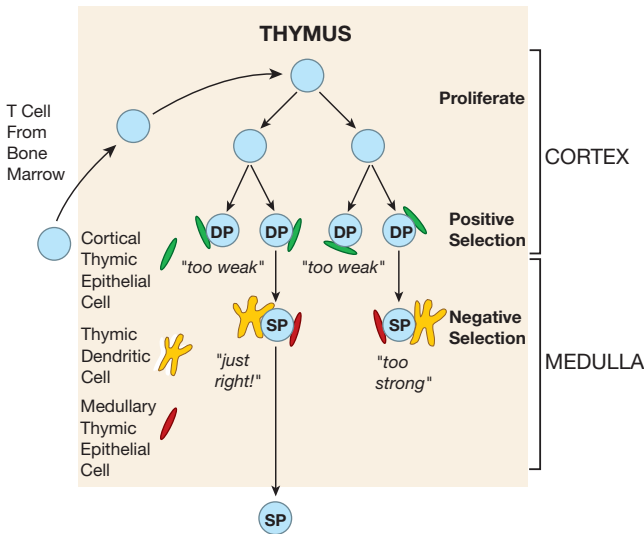 THYMUS
T Cell
From
Bone
Marrow
Proliferate
CORTEX
DP
DP
DP
DP
Positive
Selection
Cortical
Thymic
Epithelial
Cell
"too weak"
"too weak"
SP
SP
Negative
Selection
Thymic
Dendritic
Cell
"just
right!"
"too
strong"
MEDULLA
Medullary
Thymic
Epithelial
Cell
SP